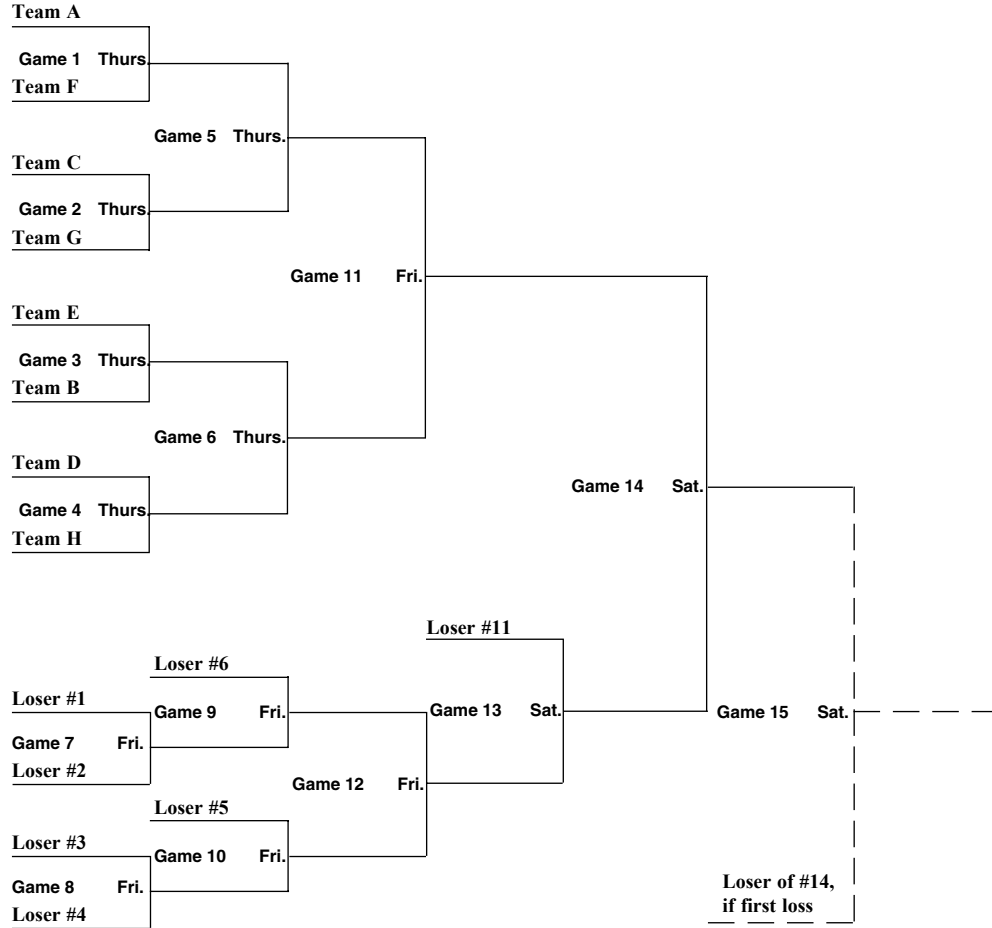 Team A
Game 1 Thurs.
Team F
Game 5 Thurs.
Team C
Game 2 Thurs.
Team G
Game 11 Fri.
Team E
Game 3 Thurs.
Team B
Game 6 Thurs.
Team D
Game 14 Sat.
Game 4 Thurs.
Team H
Loser #11
Loser #6
Loser #1
Game 9 Fri.
Game 13 Sat.
Game 15 Sat.
Game 7 Fri.
Loser #2
Game 12 Fri.
Loser #5
Loser #3
Game 10 Fri.
Game 8 Fri.
Loser #4
Loser of #14,
if first loss